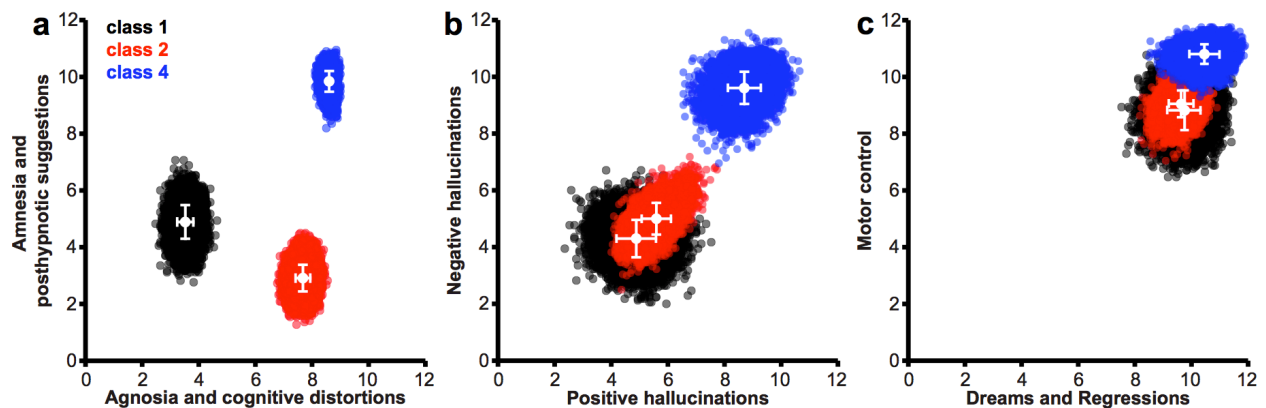 a
class 1
class 2
class 4
Amnesia and
posthypnotic suggestions
12
10
8
6
4
2
0
0 2 4 6 8 10 12
Agnosia and cognitive distortions
b
Negative hallucinations
12
10
8
6
4
2
0
0 2 4 6 8 10 12
Positive hallucinations
c
Motor control
12
10
8
6
4
2
0
0 2 4 6 8 10 12
Dreams and Regressions